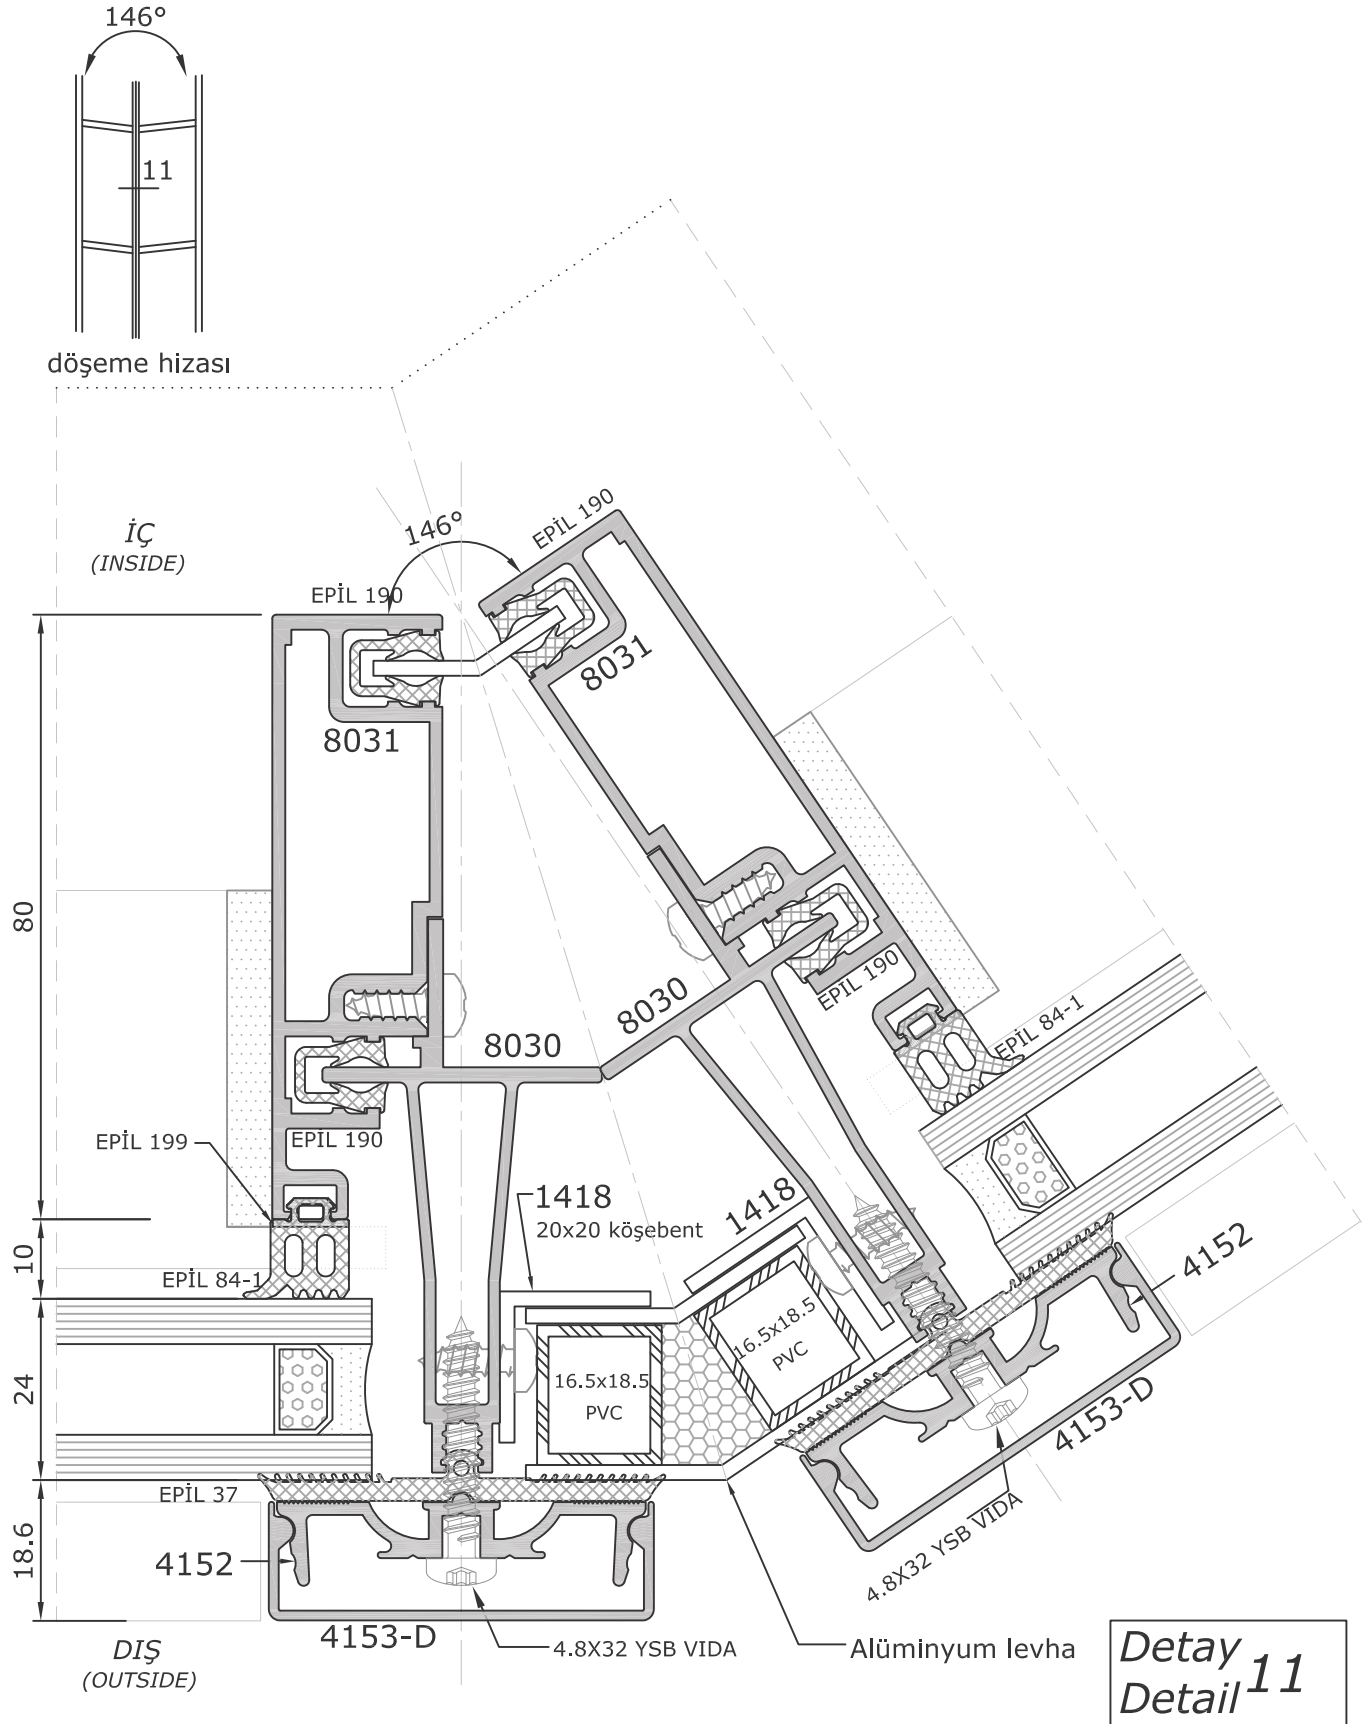 146°
11
döşeme hizası
İÇ
(INSIDE)
146°
EPİL 190
EPİL 190
8031
8031
80
8030
8030
EPİL 190
EPİL 84-1
EPİL 199
EPİL 190
1418
20x20 köşebent
1418
4152
10
EPİL 84-1
16.5x18.5
PVC
16.5x18.5
PVC
24
4153-D
EPİL 37
18.6
4152
4.8X32 YSB VIDA
4153-D
4.8X32 YSB VIDA
Alüminyum levha
DIŞ
(OUTSIDE)
Detay
Detail
11